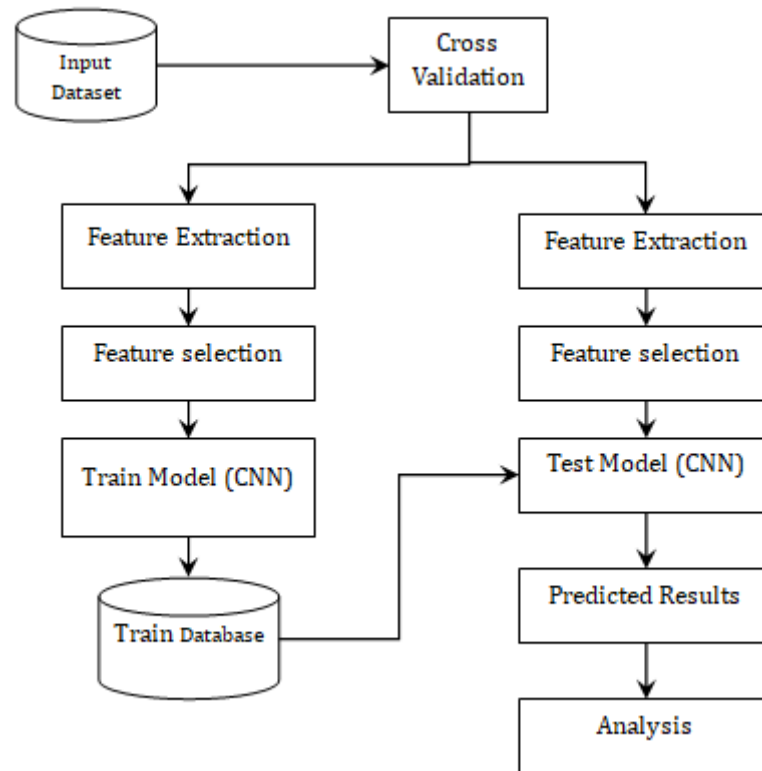 Input
Dataset
Cross
Validation
Feature Extraction
Feature selection
Train Model (CNN)
Train Database
Feature Extraction
Feature selection
Test Model (CNN)
Predicted Results
Analysis